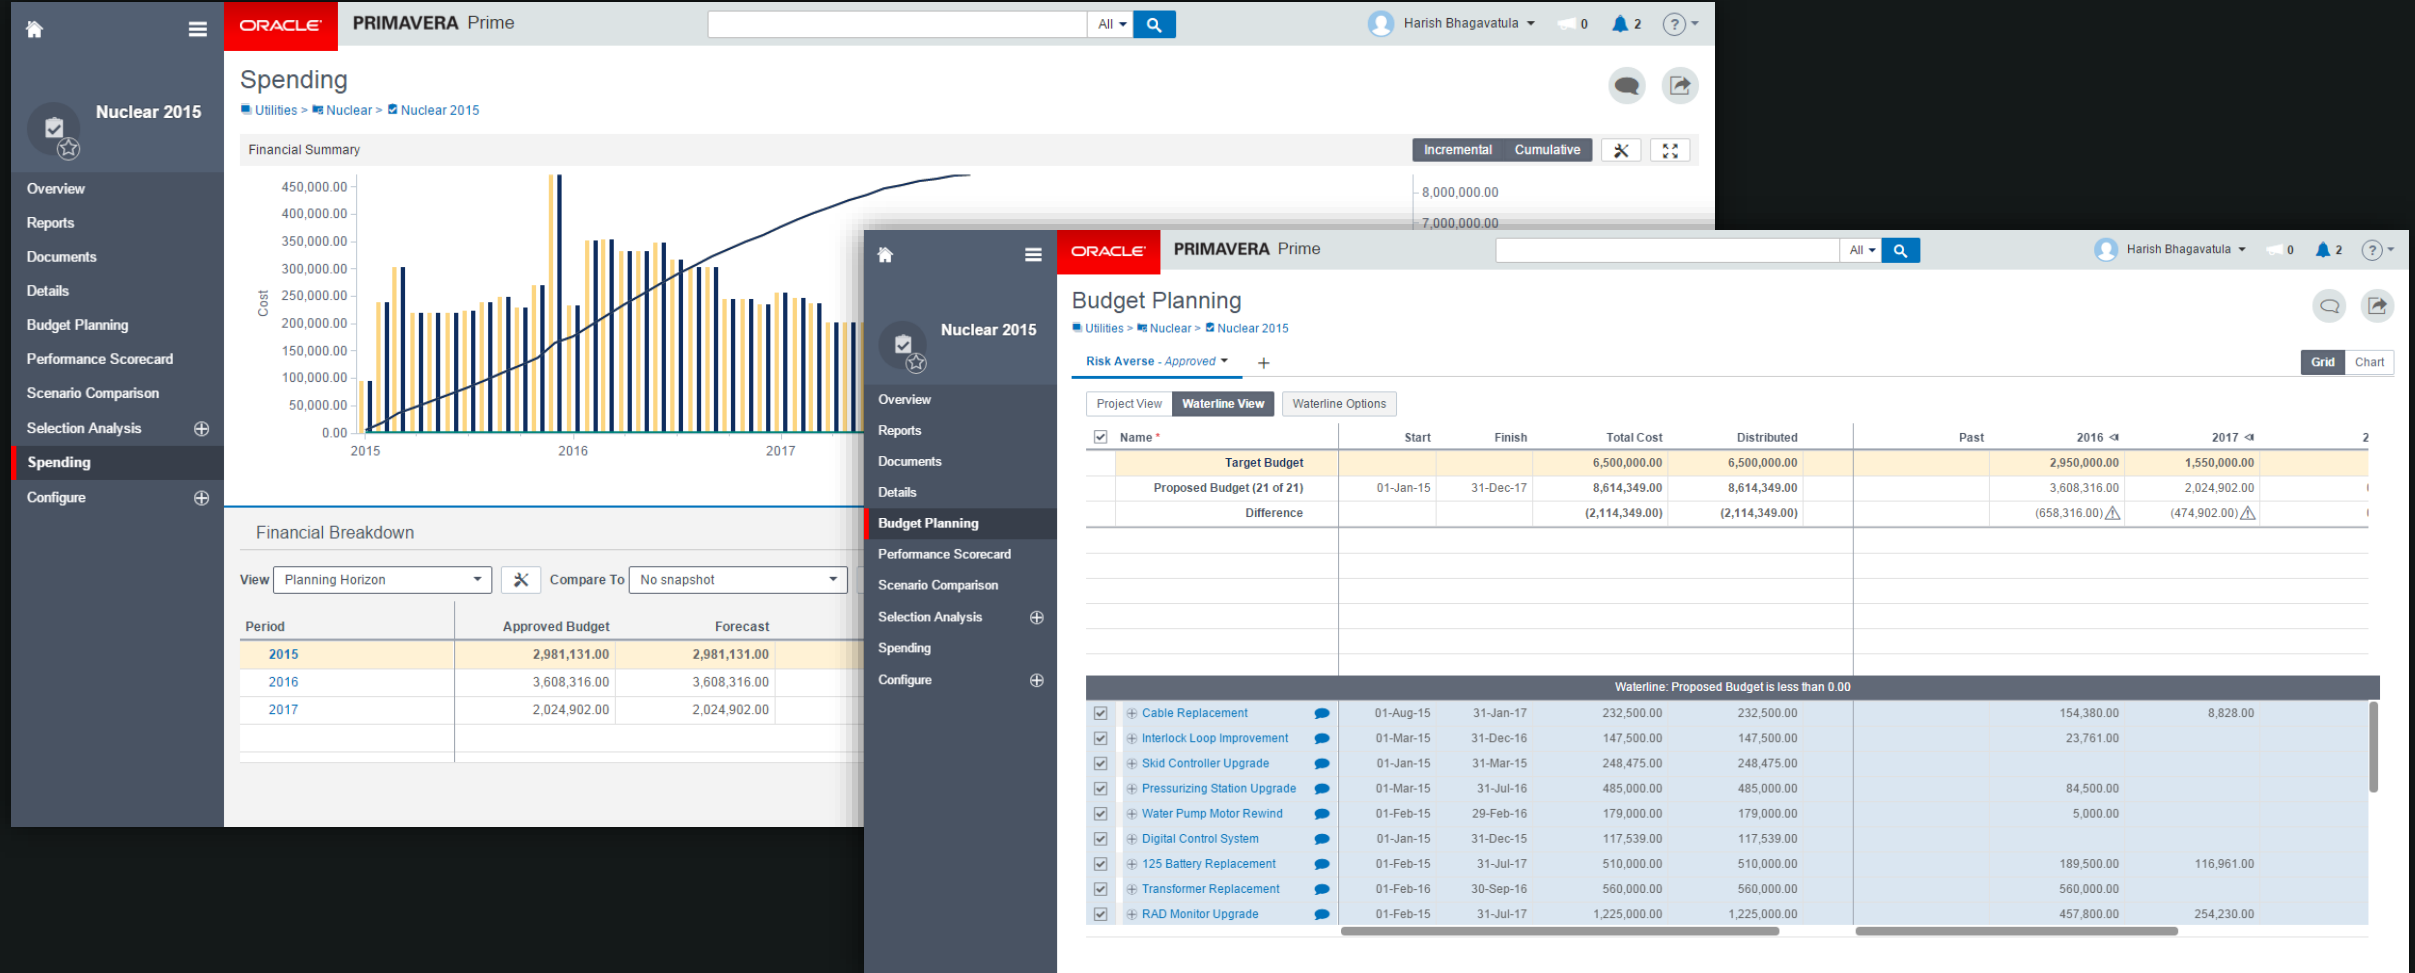 ORACLE PRIMAVERA Prime All Harish Bhagavatula 0 2 ?
Nuclear 2015
Overview
Reports
Documents
Details
Budget Planning
Performance Scorecard
Scenario Comparison
Selection Analysis
Spending
Configure
Spending
Utilities > Nuclear > Nuclear 2015
Financial Summary Incremental Cumulative
450,000.00
400,000.00
350,000.00
300,000.00
250,000.00
200,000.00
150,000.00
100,000.00
50,000.00
0.00
Cost
2015 2016 2017
8,000,000.00
7,000,000.00
Financial Breakdown
View Planning Horizon Compare To No snapshot
Period Approved Budget Forecast
2015 2,981,131.00 2,981,131.00
2016 3,608,316.00 3,608,316.00
2017 2,024,902.00 2,024,902.00
ORACLE PRIMAVERA Prime All Harish Bhagavatula 0 2 ?
Nuclear 2015
Overview
Reports
Documents
Details
Budget Planning
Performance Scorecard
Scenario Comparison
Selection Analysis
Spending
Configure
Budget Planning
Utilities > Nuclear > Nuclear 2015
Risk Averse - Approved + Grid Chart
Project View Waterline View Waterline Options
Name * Start Finish Total Cost Distributed Past 2016 2017 2
Target Budget 6,500,000.00 6,500,000.00 2,950,000.00 1,550,000.00
Proposed Budget (21 of 21) 01-Jan-15 31-Dec-17 8,614,349.00 8,614,349.00 3,608,316.00 2,024,902.00
Difference (2,114,349.00) (2,114,349.00) (658,316.00) (474,902.00)
Waterline: Proposed Budget is less than 0.00
Cable Replacement 01-Aug-15 31-Jan-17 232,500.00 232,500.00 154,380.00 8,828.00
Interlock Loop Improvement 01-Mar-15 31-Dec-16 147,500.00 147,500.00 23,761.00
Skid Controller Upgrade 01-Jan-15 31-Mar-15 248,475.00 248,475.00
Pressurizing Station Upgrade 01-Mar-15 31-Jul-16 485,000.00 485,000.00 84,500.00
Water Pump Motor Rewind 01-Feb-15 29-Feb-16 179,000.00 179,000.00 5,000.00
Digital Control System 01-Jan-15 31-Dec-15 117,539.00 117,539.00
125 Battery Replacement 01-Feb-15 31-Jul-17 510,000.00 510,000.00 189,500.00 116,961.00
Transformer Replacement 01-Feb-16 30-Sep-16 560,000.00 560,000.00 560,000.00
RAD Monitor Upgrade 01-Feb-15 31-Jul-17 1,225,000.00 1,225,000.00 457,800.00 254,230.00